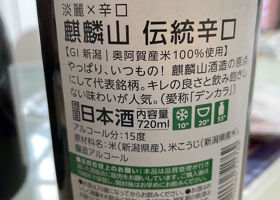 淡麗×辛口
麒麟山 伝統辛口
【GI 新潟｜奥阿賀産米100%使用】
やっぱり、いつもの！ 麒麟山酒造の原点
にして代表銘柄。キレの良さと飲み飽きし
ない味わいが人気。（愛称「デンカラ」）
日本酒 内容量 720ml
10° 20° 55°
アルコール分：15度
原材料名：米（新潟県産）、米こうじ（新潟県産米）、
醸造アルコール